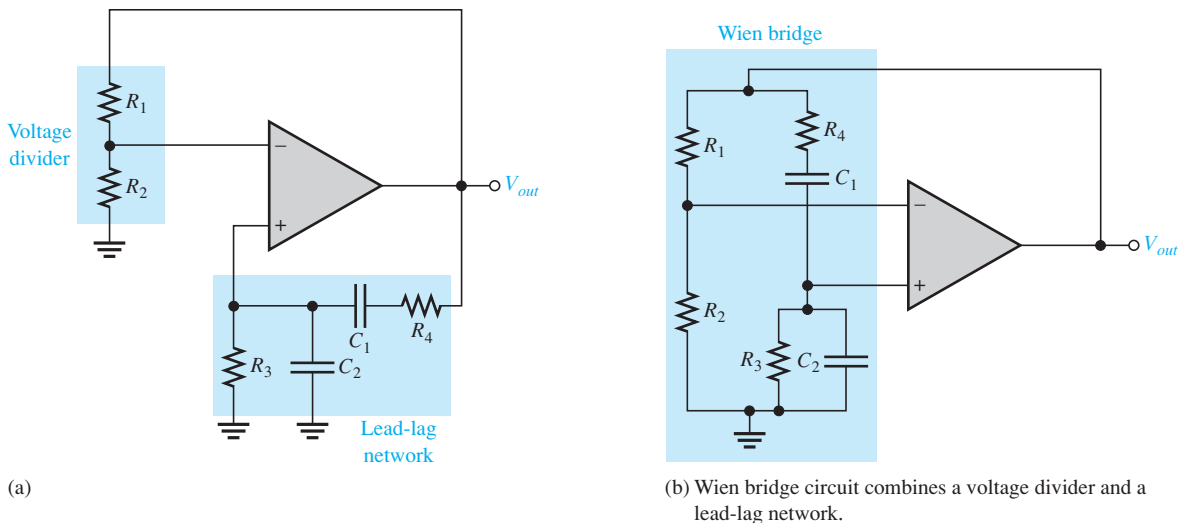 Voltage
divider
R1
R2
−
+
Vout
R3
C2
C1
R4
Lead-lag
network
(a)
Wien bridge
R1
R4
C1
−
+
Vout
R2
R3
C2
(b) Wien bridge circuit combines a voltage divider and a
lead-lag network.